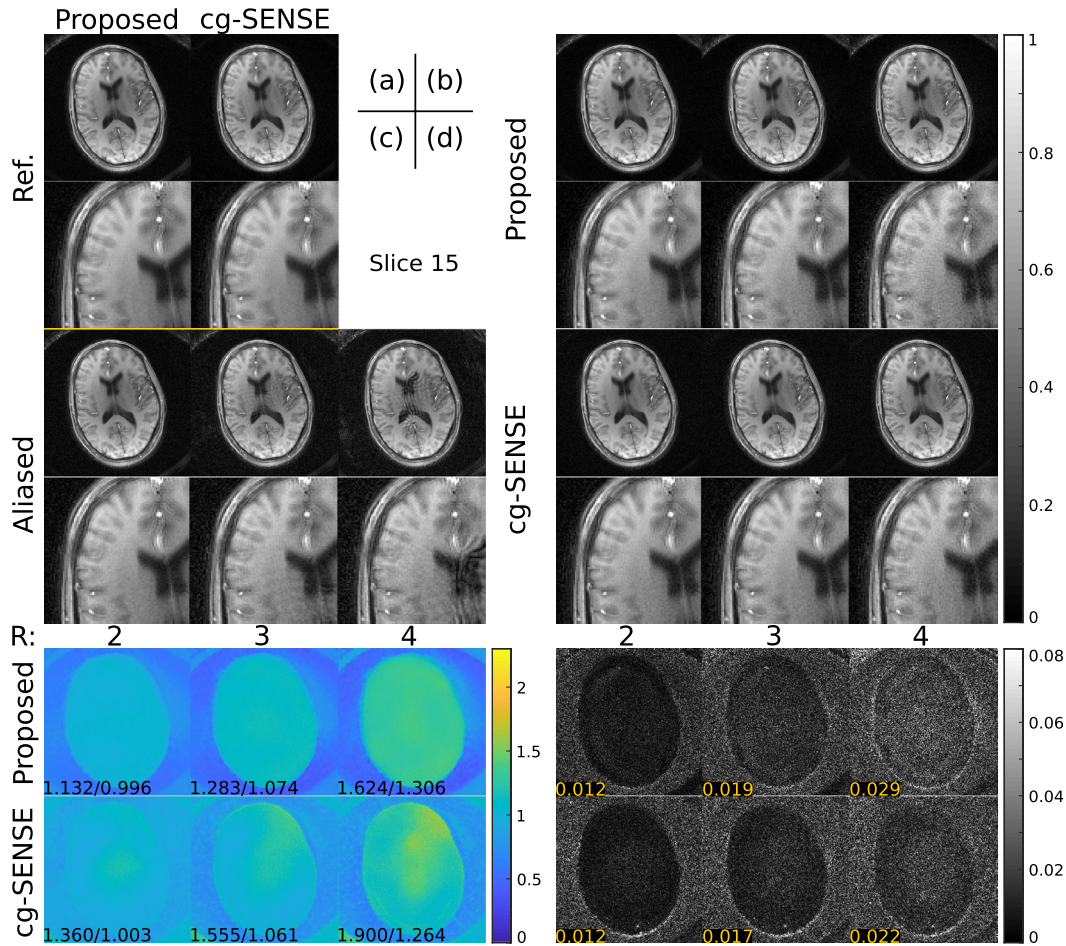 Proposed cg-SENSE
(a) (b)
(c) (d)
Ref.
Slice 15
Aliased
Proposed
cg-SENSE
1
0.8
0.6
0.4
0.2
0
R: 2 3 4
2 3 4
Proposed
1.132/0.996 1.283/1.074 1.624/1.306
cg-SENSE
1.360/1.003 1.555/1.061 1.900/1.264
2
1.5
1
0.5
0
0.012 0.019 0.029
0.012 0.017 0.022
0.08
0.06
0.04
0.02
0